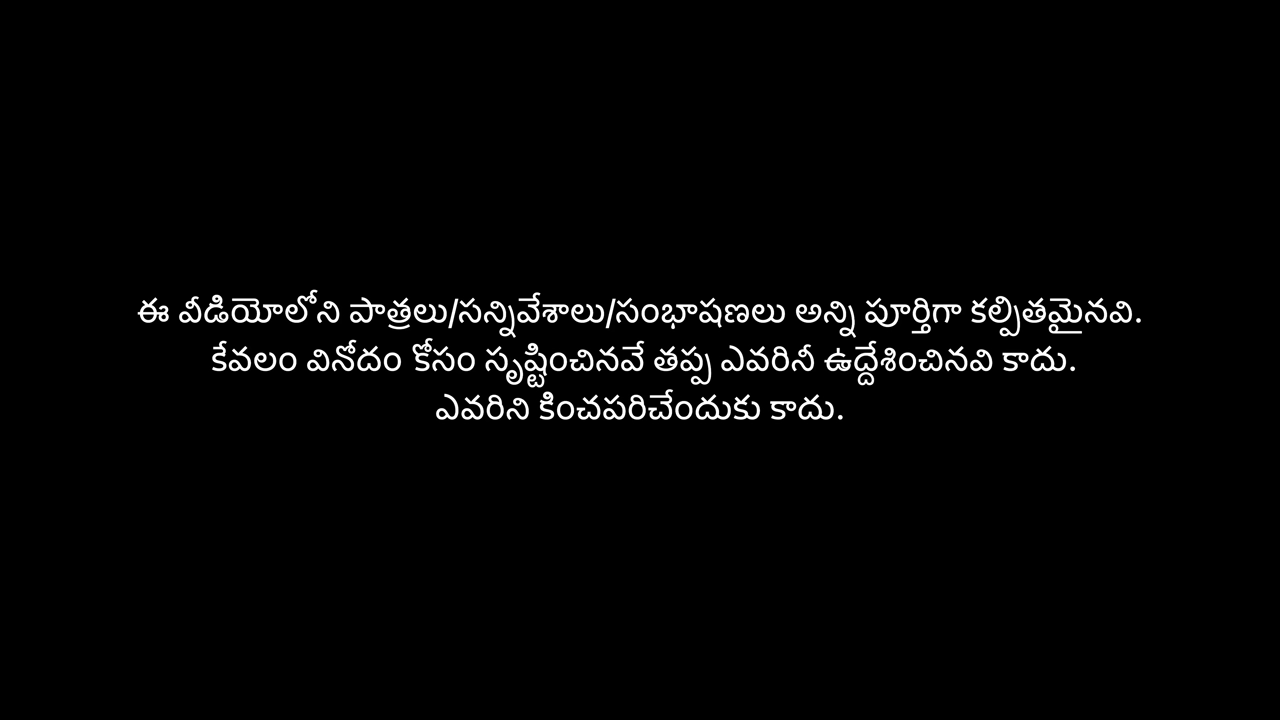 ఈ వీడియోలోని పాత్రలు/సన్నివేశాలు/సంభాషణలు అన్ని పూర్తిగా కల్పితమైనవి.
కేవలం వినోదం కోసం సృష్టించినవే తప్ప ఎవరినీ ఉద్దేశించినవి కాదు.
ఎవరిని కించపరిచేందుకు కాదు.